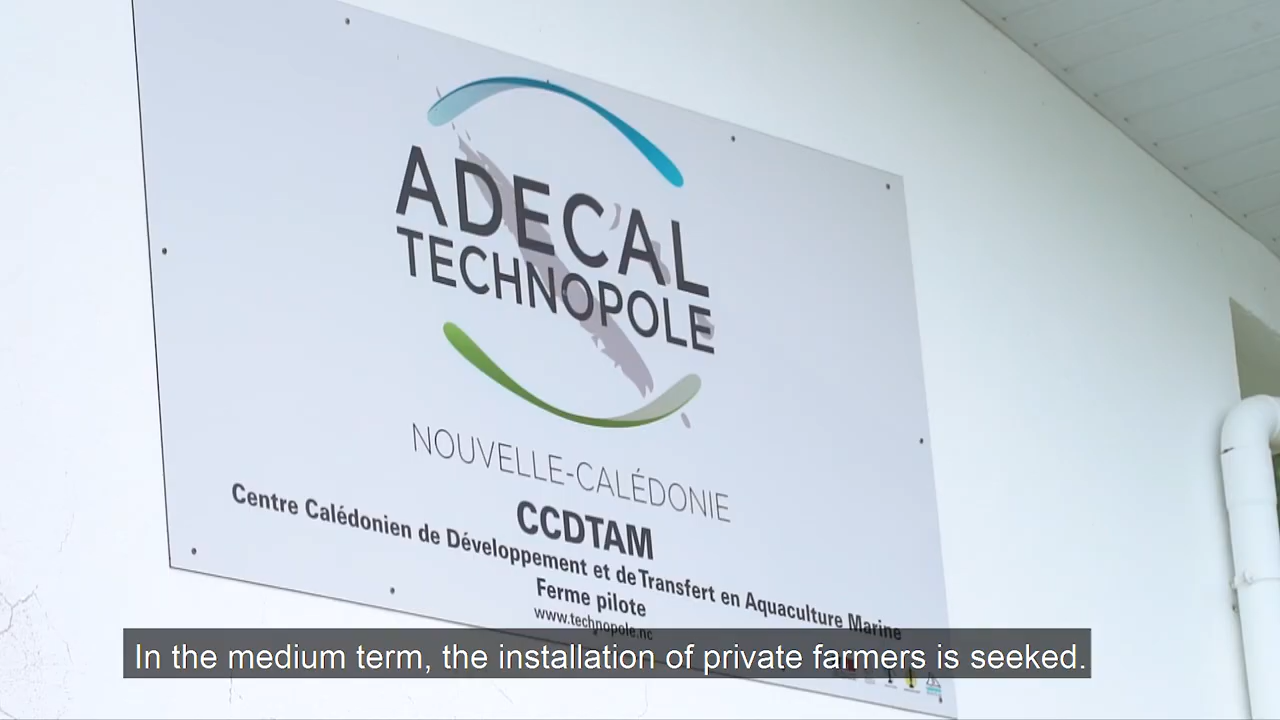 ADECAL
TECHNOPOLE
NOUVELLE-CALÉDONIE
CCDTAM
Centre Calédonien de Développement et de Transfert en Aquaculture Marine
Ferme pilote
www.technopole.nc
In the medium term, the installation of private farmers is seeked.